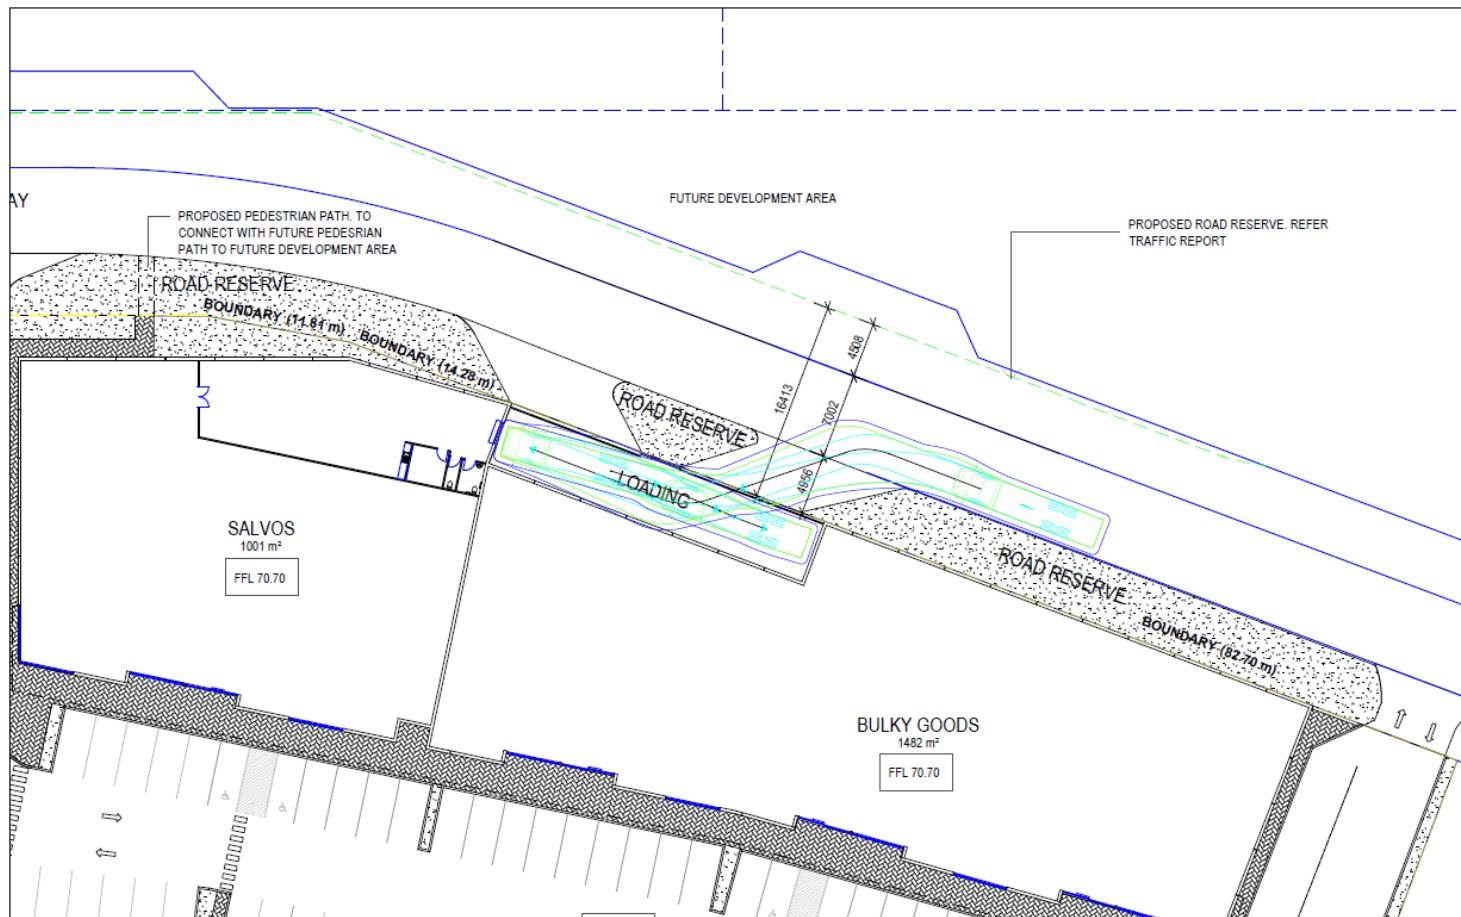 FUTURE DEVELOPMENT AREA
AY
PROPOSED PEDESTRIAN PATH. TO
CONNECT WITH FUTURE PEDESRIAN
PATH TO FUTURE DEVELOPMENT AREA
PROPOSED ROAD RESERVE. REFER
TRAFFIC REPORT
ROAD RESERVE
BOUNDARY (11.81 m)
BOUNDARY (14.28 m)
4508
16413
7002
4956
ROAD RESERVE
LOADING
SALVOS
1001 m²
FFL 70.70
ROAD RESERVE
BOUNDARY (82.70 m)
BULKY GOODS
1482 m²
FFL 70.70